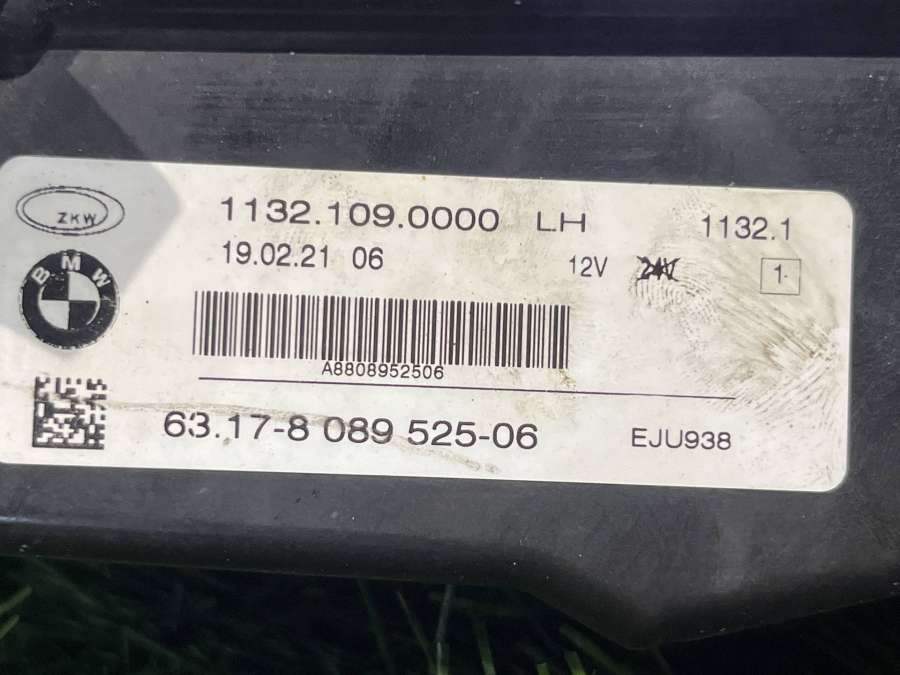 ZKW
1132.109.0000 LH 1132.1
19.02.21 06 12V 24V 1
BMW
A8808952506
63.17-8 089 525-06 EJU938